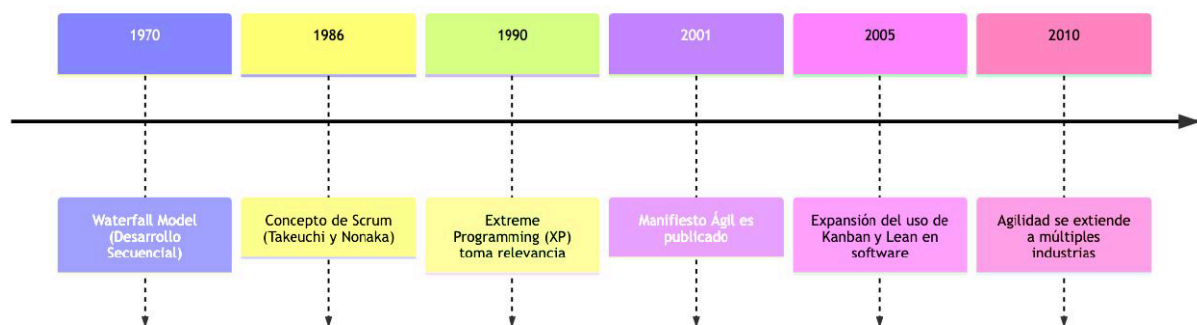 1970
1986
1990
2001
2005
2010
Waterfall Model
(Desarrollo
Secuencial)
Concepto de Scrum
(Takeuchi y Nonaka)
Extreme
Programming (XP)
toma relevancia
Manifiesto Ágil es
publicado
Expansión del uso de
Kanban y Lean en
software
Agilidad se extiende
a múltiples
industrias